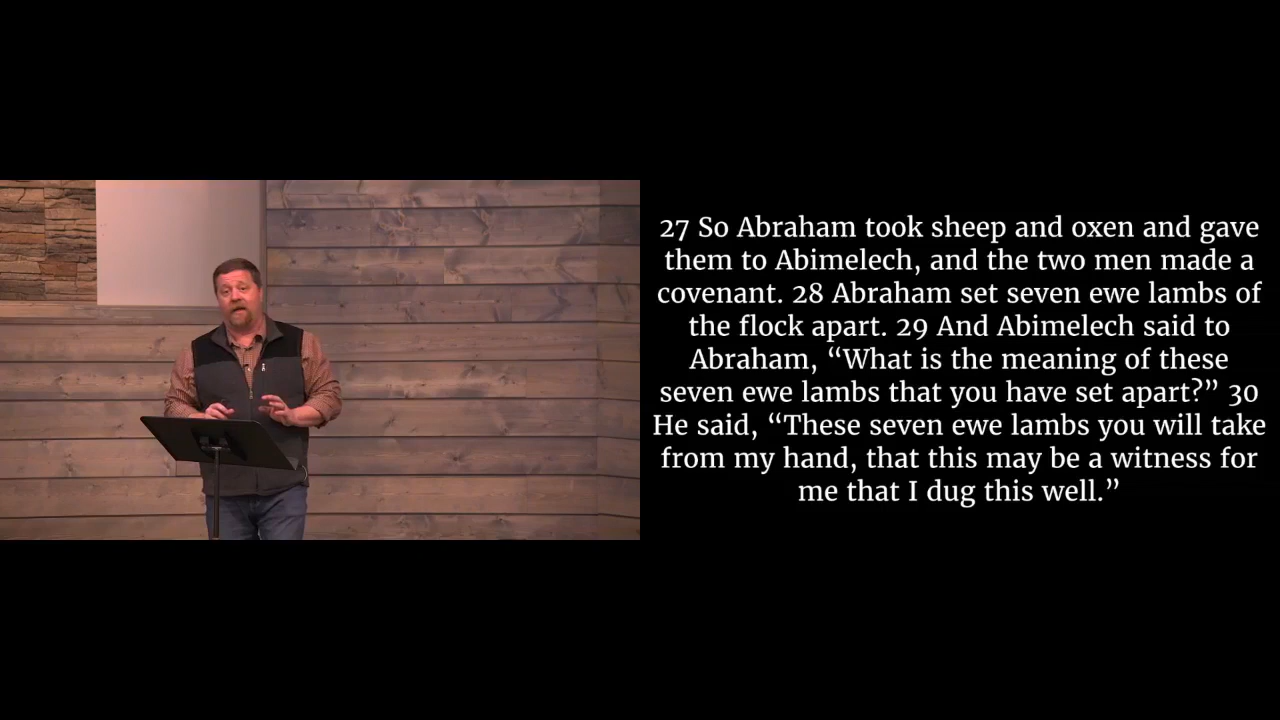 27 So Abraham took sheep and oxen and gave
them to Abimelech, and the two men made a
covenant. 28 Abraham set seven ewe lambs of
the flock apart. 29 And Abimelech said to
Abraham, “What is the meaning of these
seven ewe lambs that you have set apart?” 30
He said, “These seven ewe lambs you will take
from my hand, that this may be a witness for
me that I dug this well.”